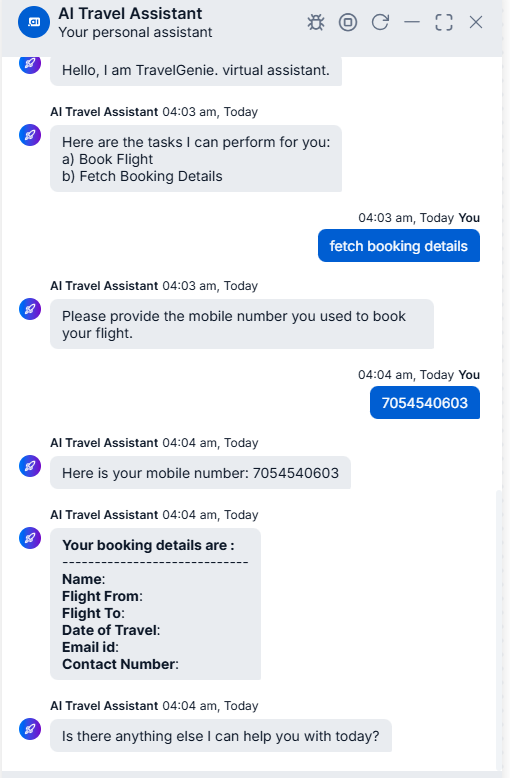 AI Travel Assistant
Your personal assistant
Hello, I am TravelGenie. virtual assistant.
AI Travel Assistant 04:03 am, Today
Here are the tasks I can perform for you:
a) Book Flight
b) Fetch Booking Details
04:03 am, Today You
fetch booking details
AI Travel Assistant 04:03 am, Today
Please provide the mobile number you used to book
your flight.
04:04 am, Today You
7054540603
AI Travel Assistant 04:04 am, Today
Here is your mobile number: 7054540603
AI Travel Assistant 04:04 am, Today
Your booking details are :
-----------------------------
Name:
Flight From:
Flight To:
Date of Travel:
Email id:
Contact Number:
AI Travel Assistant 04:04 am, Today
Is there anything else I can help you with today?